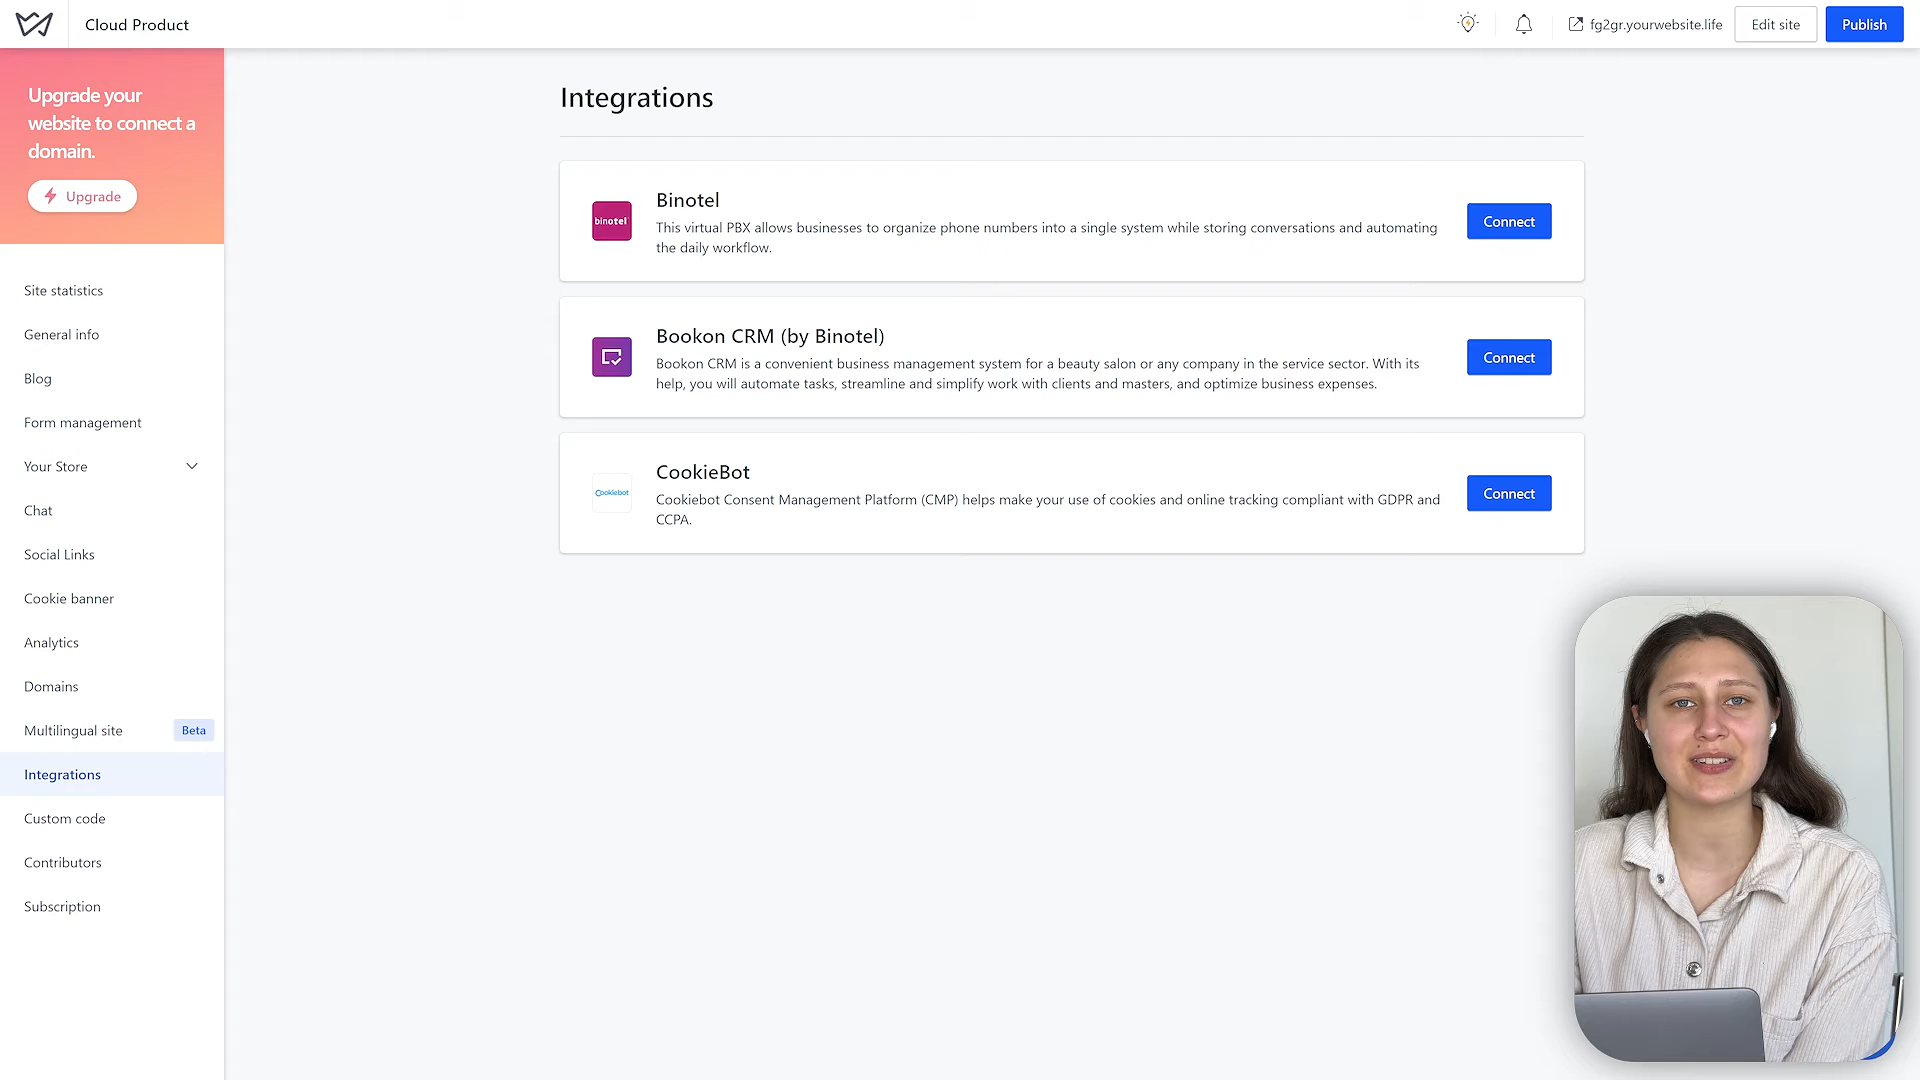 Cloud Product
fg2gr.yourwebsite.life
Edit site
Publish
Upgrade your
website to connect a
domain.
Upgrade
Site statistics
General info
Blog
Form management
Your Store
Chat
Social Links
Cookie banner
Analytics
Domains
Multilingual site
Beta
Integrations
Custom code
Contributors
Subscription
Integrations
binotel
Binotel
This virtual PBX allows businesses to organize phone numbers into a single system while storing conversations and automating
the daily workflow.
Connect
Bookon CRM (by Binotel)
Bookon CRM is a convenient business management system for a beauty salon or any company in the service sector. With its
help, you will automate tasks, streamline and simplify work with clients and masters, and optimize business expenses.
Connect
Cookiebot
CookieBot
Cookiebot Consent Management Platform (CMP) helps make your use of cookies and online tracking compliant with GDPR and
CCPA.
Connect